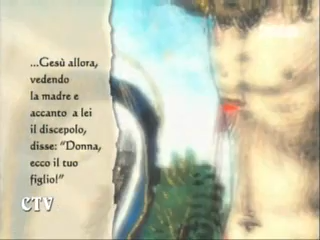 ...Gesù allora,
vedendo
la madre e
accanto a lei
il discepolo,
disse: "Donna,
ecco il tuo
figlio!"
CTV